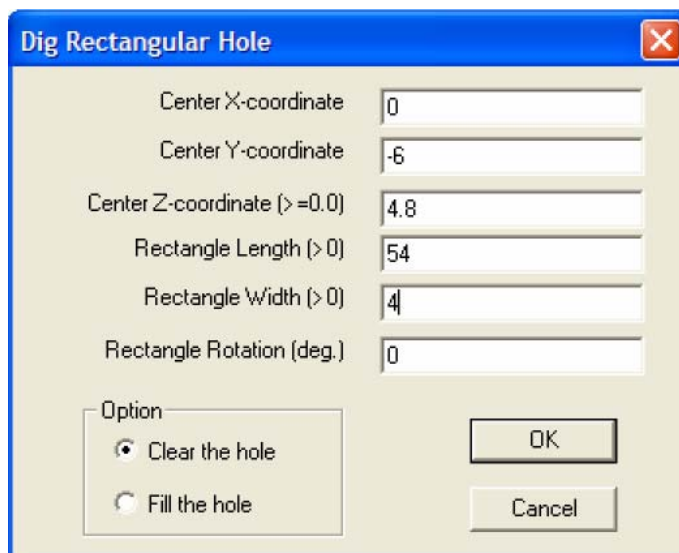 Dig Rectangular Hole
Center X-coordinate 0
Center Y-coordinate -6
Center Z-coordinate (>=0.0) 4.8
Rectangle Length (>0) 54
Rectangle Width (>0) 4
Rectangle Rotation (deg.) 0
Option
Clear the hole OK
Fill the hole Cancel